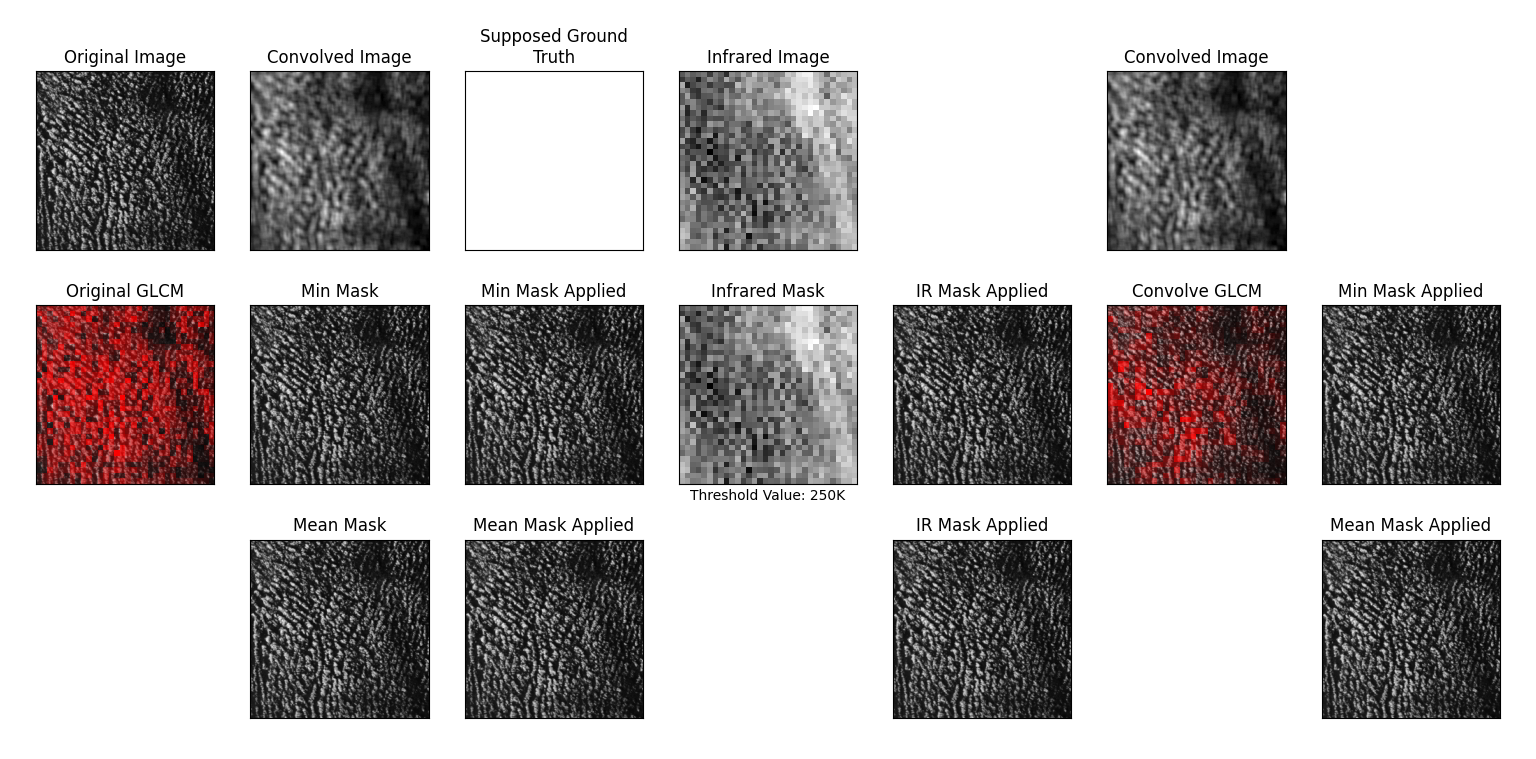 Original Image
Convolved Image
Supposed Ground
Truth
Infrared Image
Convolved Image
Original GLCM
Min Mask
Min Mask Applied
Infrared Mask
IR Mask Applied
Convolve GLCM
Min Mask Applied
Threshold Value: 250K
Mean Mask
Mean Mask Applied
IR Mask Applied
Mean Mask Applied